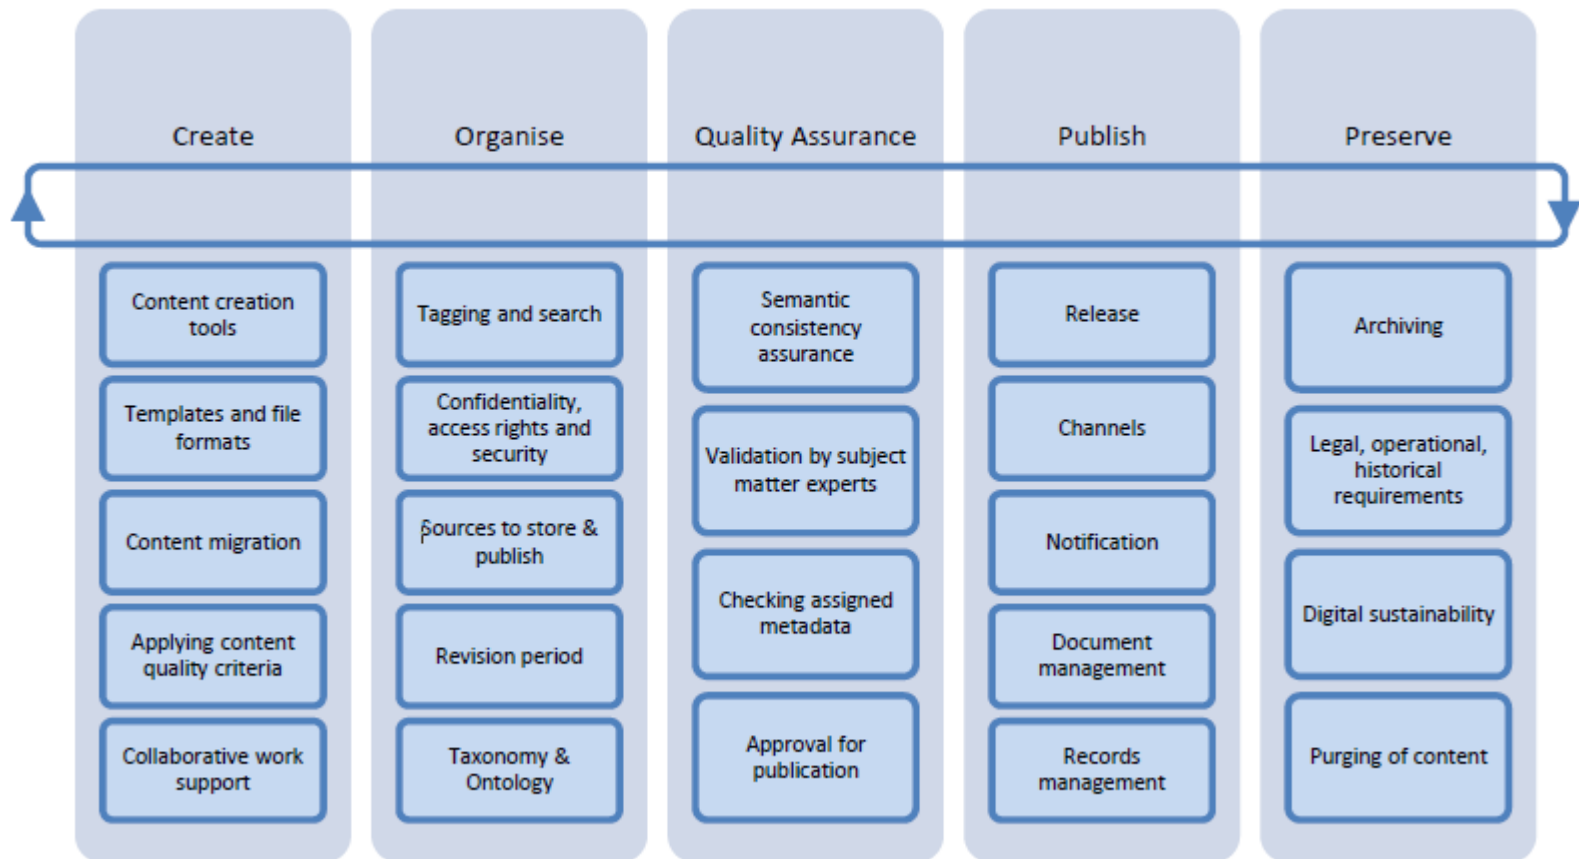 Create
Organise
Quality Assurance
Publish
Preserve
Content creation
tools
Templates and file
formats
Content migration
Applying content
quality criteria
Collaborative work
support
Tagging and search
Confidentiality,
access rights and
security
Sources to store &
publish
Revision period
Taxonomy &
Ontology
Semantic
consistency
assurance
Validation by subject
matter experts
Checking assigned
metadata
Approval for
publication
Release
Channels
Notification
Document
management
Records
management
Archiving
Legal, operational,
historical
requirements
Digital sustainability
Purging of content